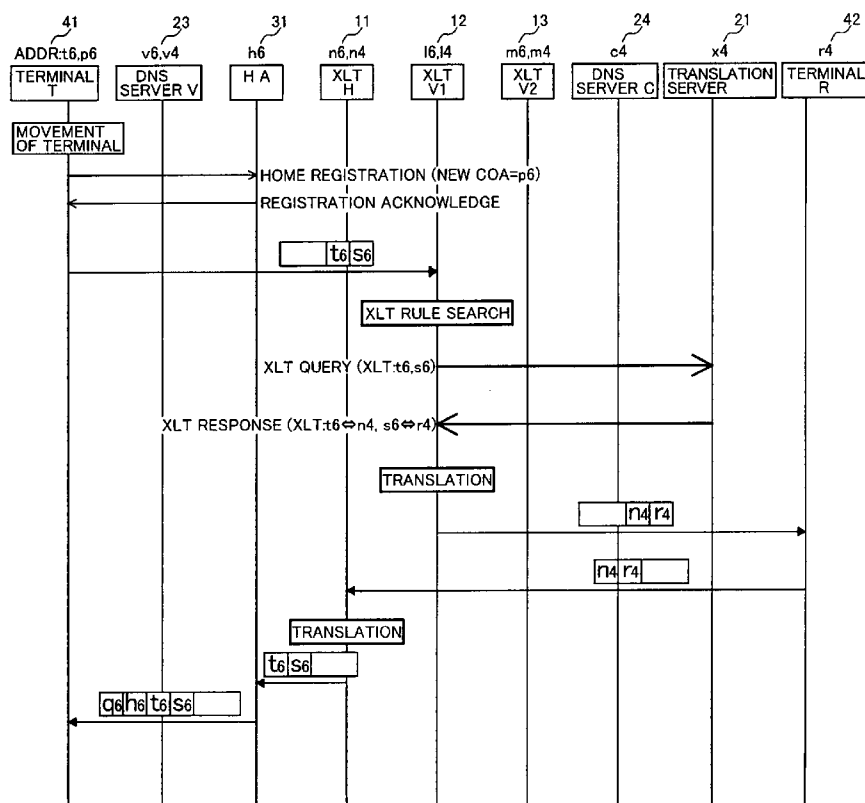 41 23 31 11 12 13 24 21 42
ADDR:t6,p6 v6,v4 h6 n6,n4 l6,l4 m6,m4 c4 x4 r4
TERMINAL T
DNS SERVER V
H A
XLT H
XLT V1
XLT V2
DNS SERVER C
TRANSLATION SERVER
TERMINAL R
MOVEMENT OF TERMINAL
HOME REGISTRATION (NEW COA=p6)
REGISTRATION ACKNOWLEDGE
t6 s6
XLT RULE SEARCH
XLT QUERY (XLT:t6,s6)
XLT RESPONSE (XLT:t6⇔n4, s6⇔r4)
TRANSLATION
n4 r4
n4 r4
TRANSLATION
t6 s6
q6 h6 t6 s6